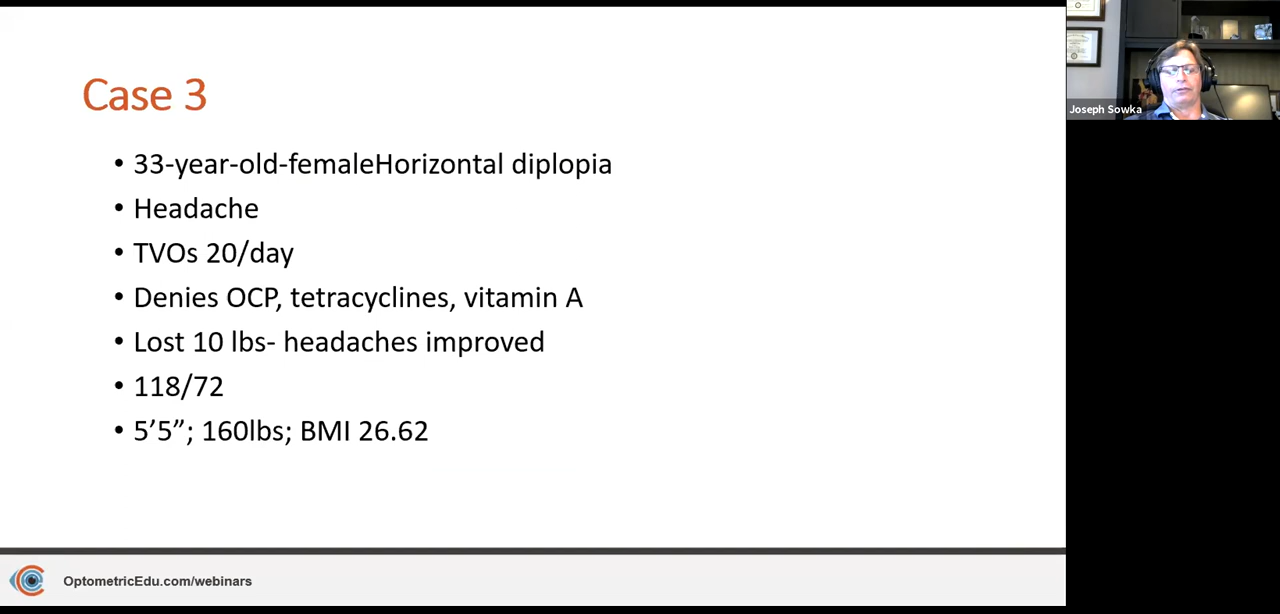 Case 3
• 33-year-old-femaleHorizontal diplopia
• Headache
• TVOs 20/day
• Denies OCP, tetracyclines, vitamin A
• Lost 10 lbs- headaches improved
• 118/72
• 5’5”; 160lbs; BMI 26.62
OptometricEdu.com/webinars
Joseph Sowka